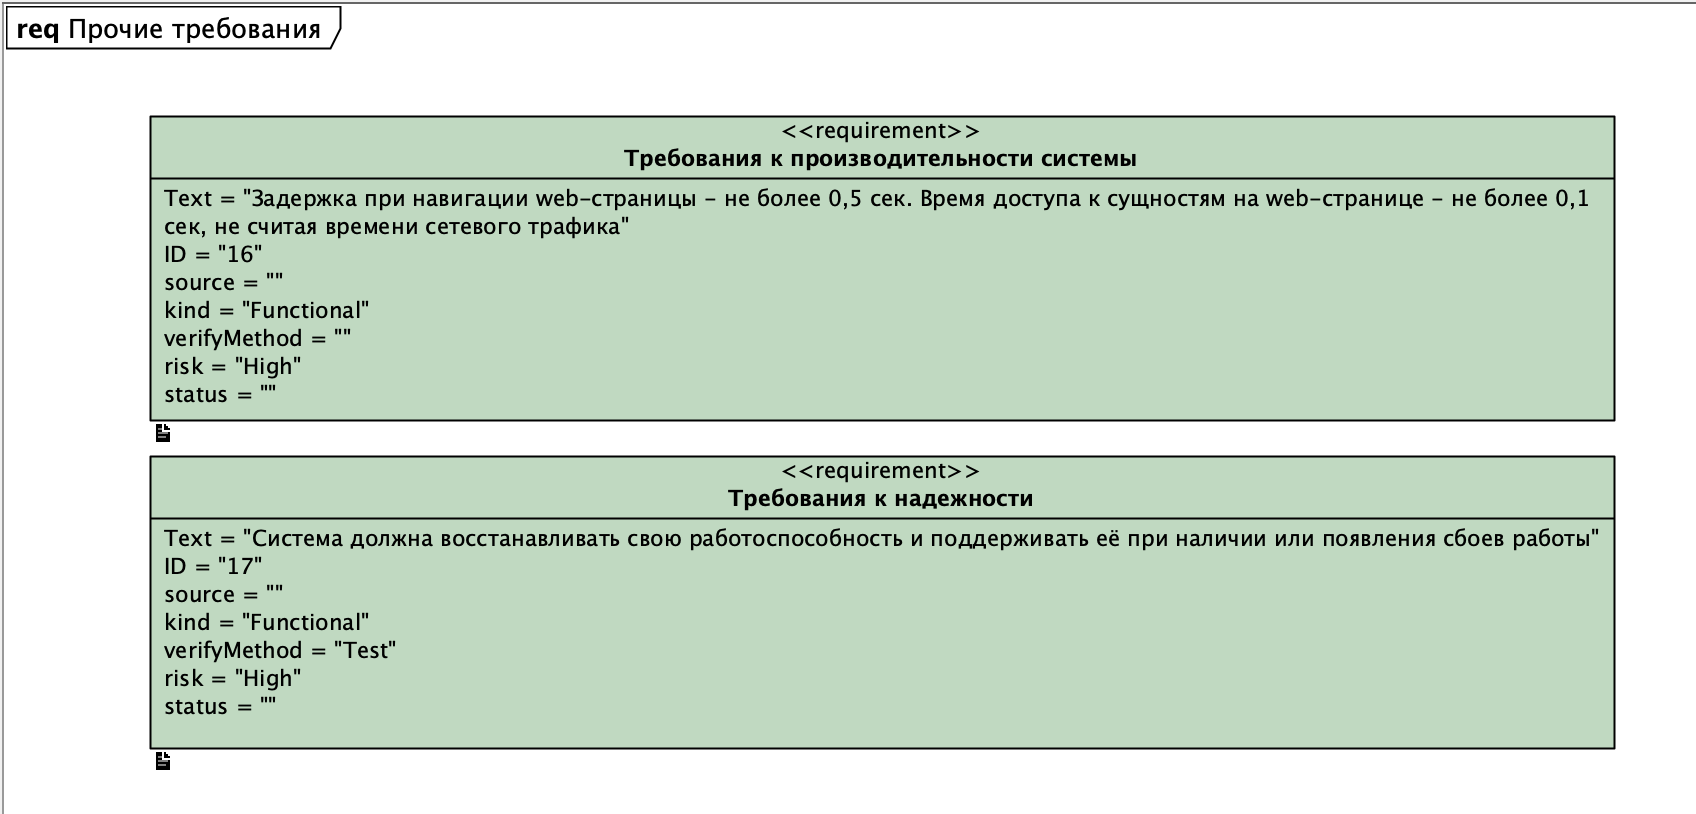 req Прочие требования
<<requirement>>
Требования к производительности системы
Text = "Задержка при навигации web-страницы - не более 0,5 сек. Время доступа к сущностям на web-странице - не более 0,1
сек, не считая времени сетевого трафика"
ID = "16"
source = ""
kind = "Functional"
verifyMethod = ""
risk = "High"
status = ""
<<requirement>>
Требования к надежности
Text = "Система должна восстанавливать свою работоспособность и поддерживать её при наличии или появления сбоев работы"
ID = "17"
source = ""
kind = "Functional"
verifyMethod = "Test"
risk = "High"
status = ""